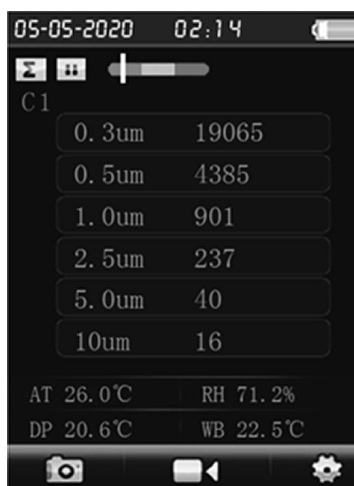 05-05-2020 02:14
Σ
C1
0.3um 19065
0.5um 4385
1.0um 901
2.5um 237
5.0um 40
10um 16
AT 26.0℃ RH 71.2%
DP 20.6℃ WB 22.5℃